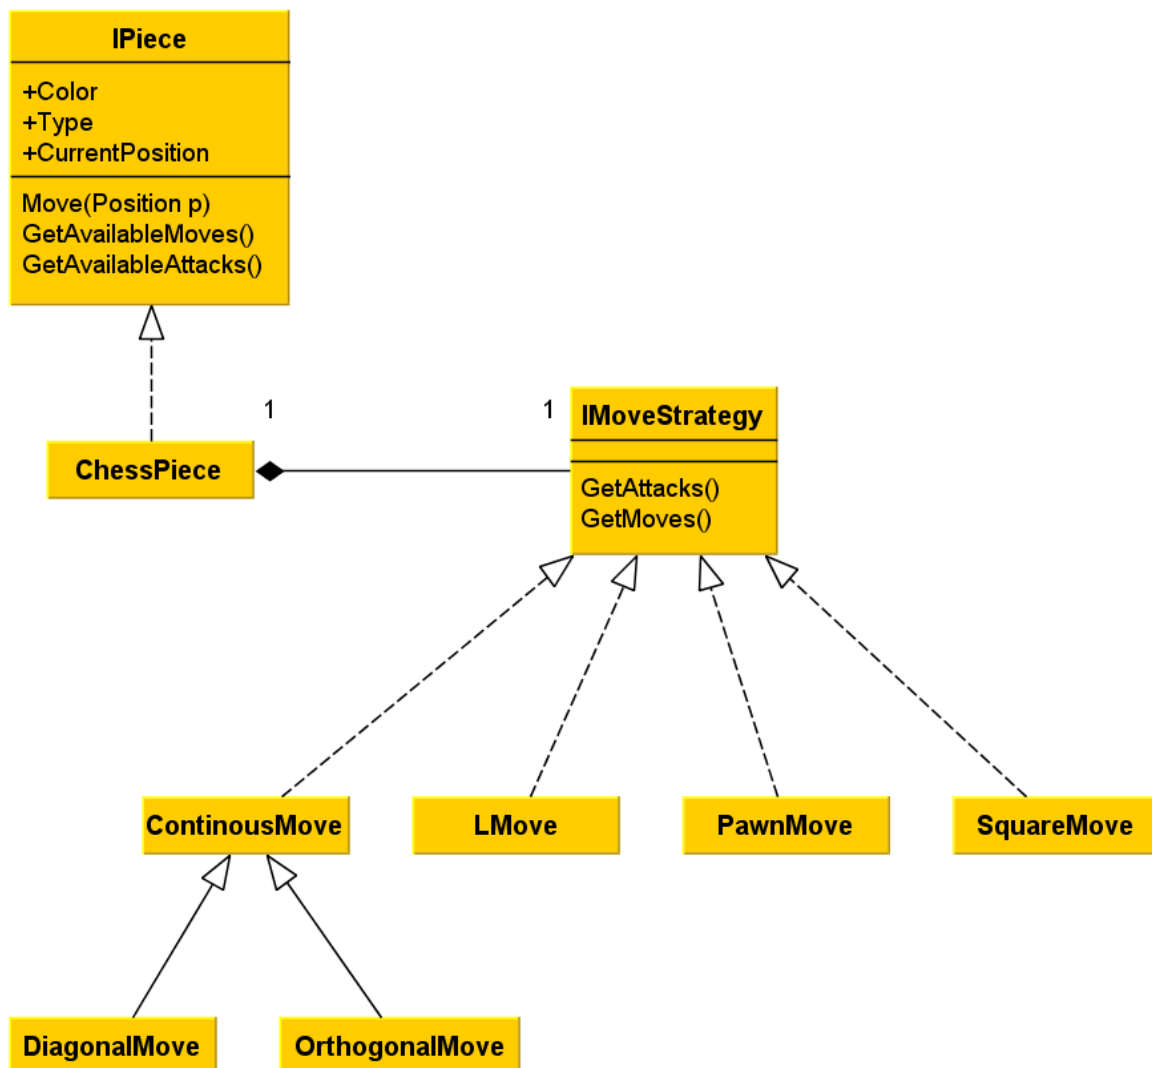 IPiece
+Color
+Type
+CurrentPosition
Move(Position p)
GetAvailableMoves()
GetAvailableAttacks()
1
1
IMoveStrategy
ChessPiece
GetAttacks()
GetMoves()
ContinousMove
LMove
PawnMove
SquareMove
DiagonalMove
OrthogonalMove